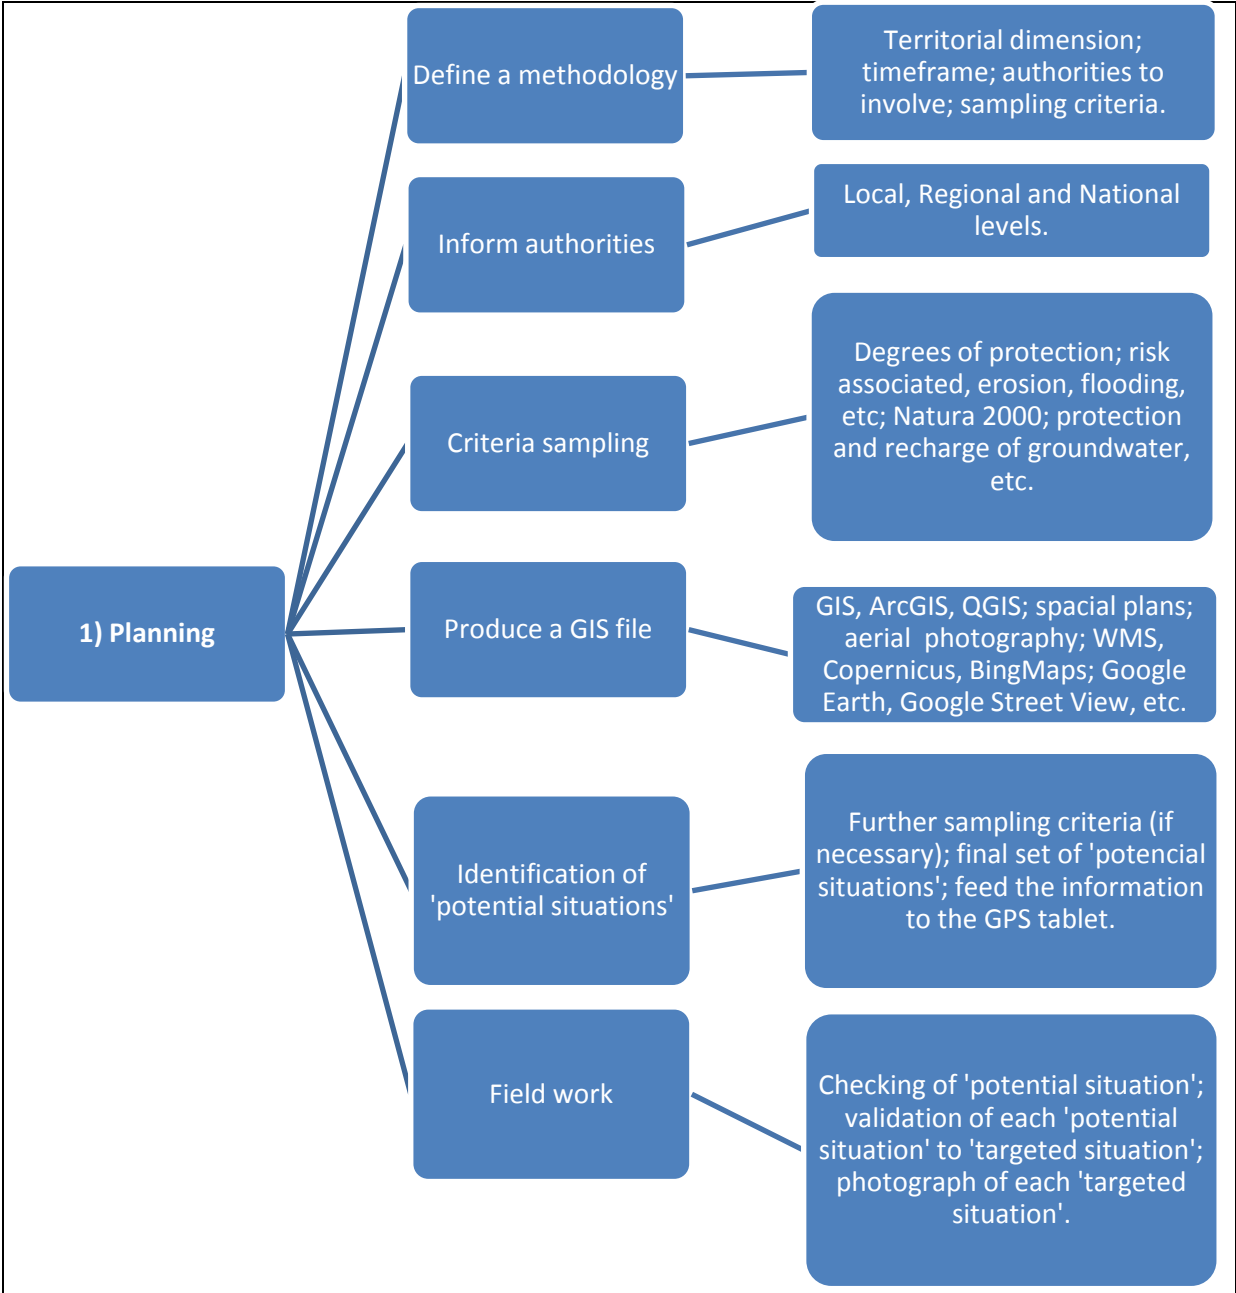 Define a methodology
Territorial dimension;
timeframe; authorities to
involve; sampling criteria.
Inform authorities
Local, Regional and National
levels.
Criteria sampling
Degrees of protection; risk
associated, erosion, flooding,
etc; Natura 2000; protection
and recharge of groundwater,
etc.
1) Planning
Produce a GIS file
GIS, ArcGIS, QGIS; spacial plans;
aerial photography; WMS,
Copernicus, BingMaps; Google
Earth, Google Street View, etc.
Identification of
'potential situations'
Further sampling criteria (if
necessary); final set of 'potencial
situations'; feed the information
to the GPS tablet.
Field work
Checking of 'potential situation';
validation of each 'potential
situation' to 'targeted situation';
photograph of each 'targeted
situation'.